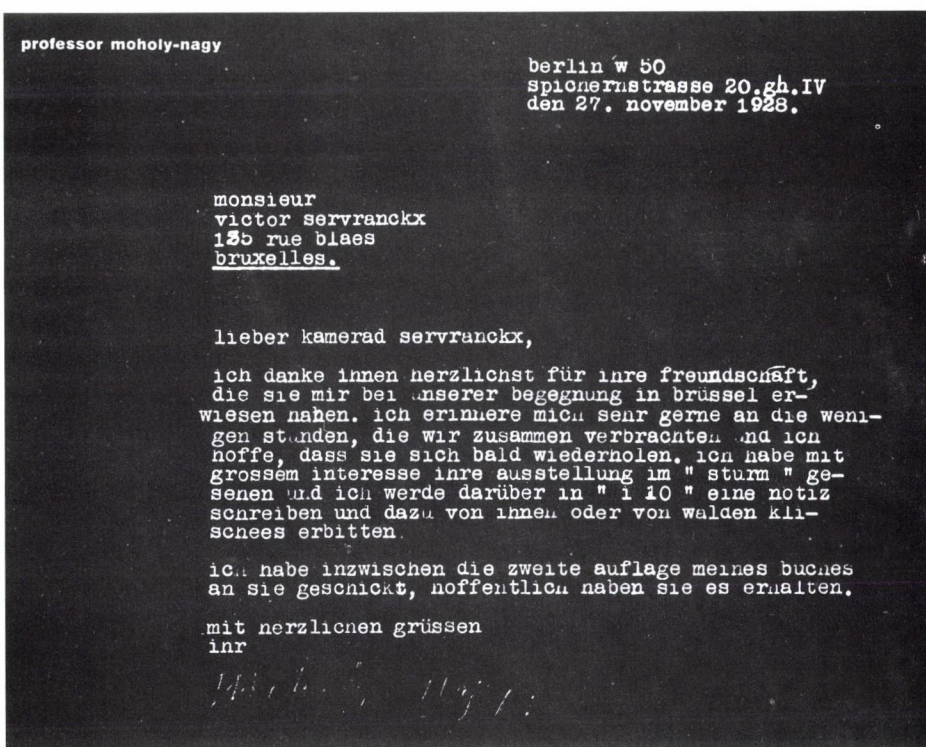 professor moholy-nagy
berlin w 50
spichernstrasse 20.gh.IV
den 27. november 1928.
monsieur
victor servranckx
135 rue blaes
bruxelles.
lieber kamerad servranckx,
ich danke ihnen herzlichst für ihre freundschaft,
die sie mir bei unserer begegnung in brüssel er-
wiesen haben. ich erinnere mich sehr gerne an die weni-
gen stunden, die wir zusammen verbrachten und ich
hoffe, dass sie sich bald wiederholen. ich habe mit
grossem interesse ihre ausstellung im " sturm " ge-
sehen und ich werde darüber in " i 10 " eine notiz
schreiben und dazu von ihnen oder von walden kli-
schees erbitten.
ich habe inzwischen die zweite auflage meines buches
an sie geschickt, hoffentlich haben sie es erhalten.
mit herzlichen grüssen
ihr